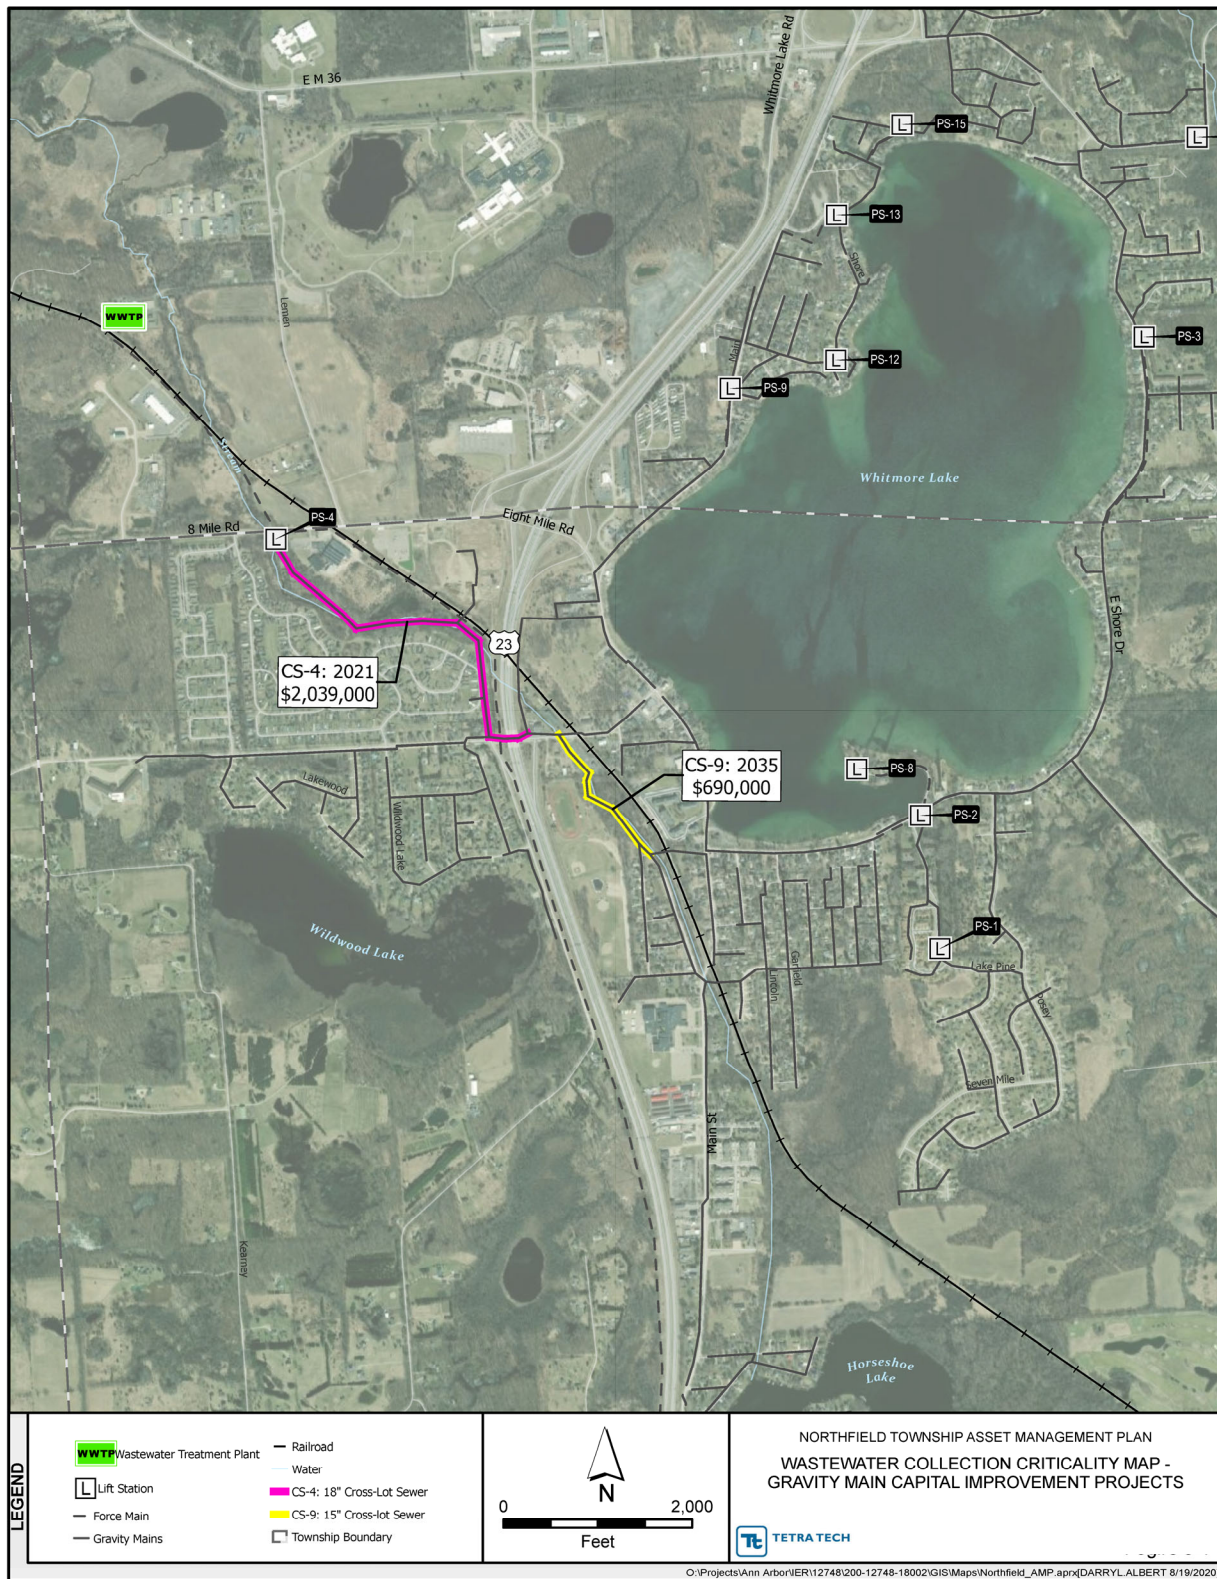 E M 36
Whitmore Lake Rd
PS-15
PS-13
Shore
Lemen
WWTP
PS-3
Main
PS-12
PS-9
Stream
Whitmore Lake
PS-4
8 Mile Rd
Eight Mile Rd
E Shore Dr
23
CS-4: 2021
$2,039,000
CS-9: 2035
$690,000
PS-8
Lakewood
Wildwood Lake
PS-2
Wildwood Lake
PS-1
Garfield
Lincoln
Lake Pine
Posey
Seven Mile
Main St
Kearney
Horseshoe
Lake
LEGEND
WWTP Wastewater Treatment Plant
L Lift Station
Force Main
Gravity Mains
Railroad
Water
CS-4: 18" Cross-Lot Sewer
CS-9: 15" Cross-lot Sewer
Township Boundary
N
0 2,000
Feet
NORTHFIELD TOWNSHIP ASSET MANAGEMENT PLAN
WASTEWATER COLLECTION CRITICALITY MAP -
GRAVITY MAIN CAPITAL IMPROVEMENT PROJECTS
Tt TETRA TECH
O:\Projects\Ann Arbor\IER\12748\200-12748-18002\GIS\Maps\Northfield_AMP.aprx|DARRYL.ALBERT 8/19/2020